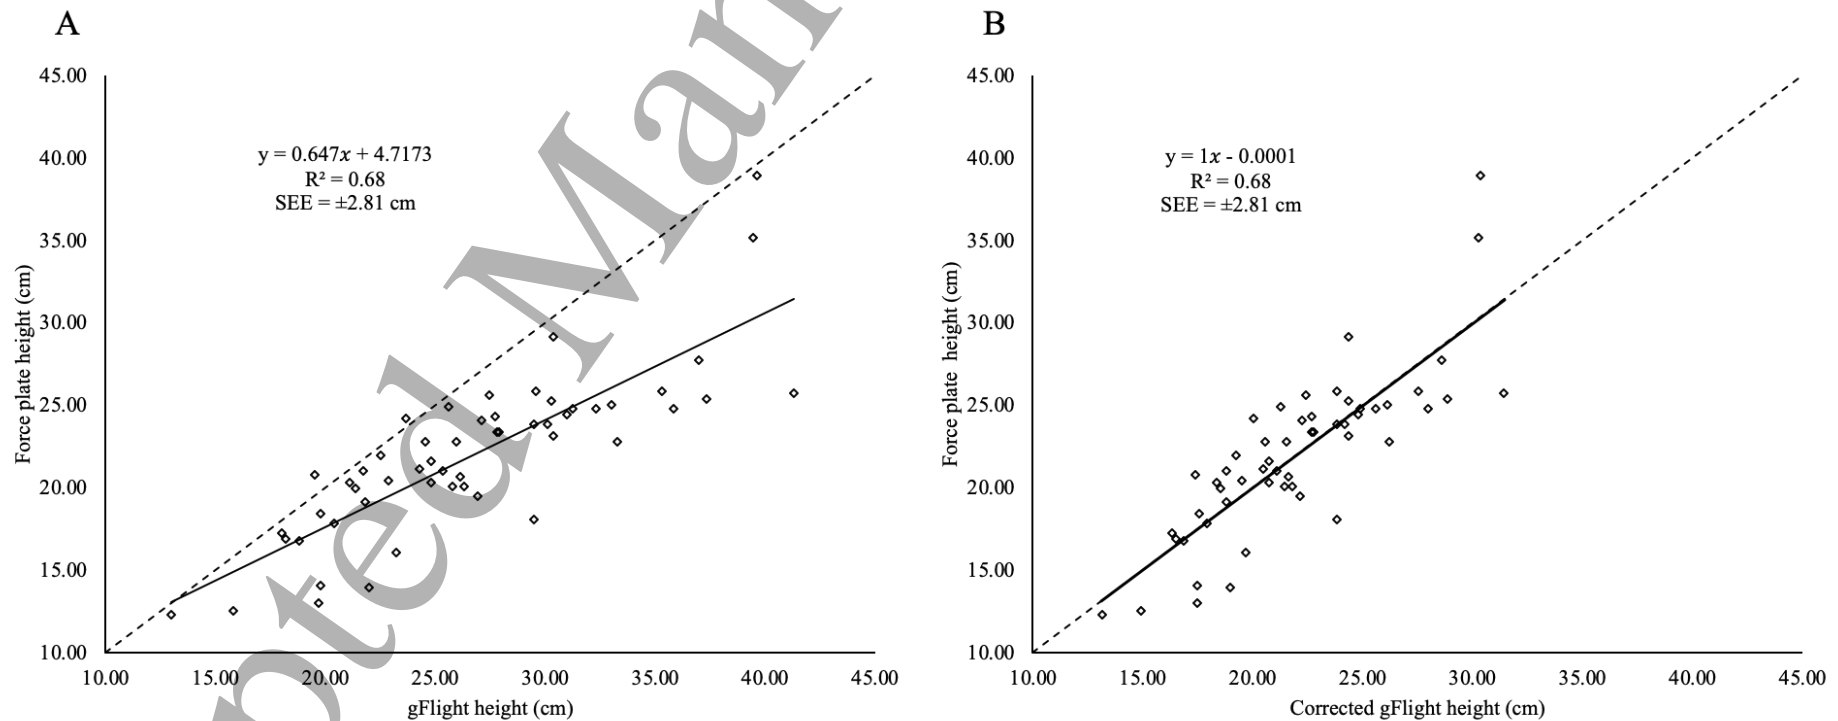 A
45.00
40.00
35.00
30.00
25.00
20.00
15.00
10.00
Force plate height (cm)
y = 0.647x + 4.7173
R² = 0.68
SEE = ±2.81 cm
10.00 15.00 20.00 25.00 30.00 35.00 40.00 45.00
gFlight height (cm)
B
45.00
40.00
35.00
30.00
25.00
20.00
15.00
10.00
Force plate height (cm)
y = 1x - 0.0001
R² = 0.68
SEE = ±2.81 cm
10.00 15.00 20.00 25.00 30.00 35.00 40.00 45.00
Corrected gFlight height (cm)
pted Man